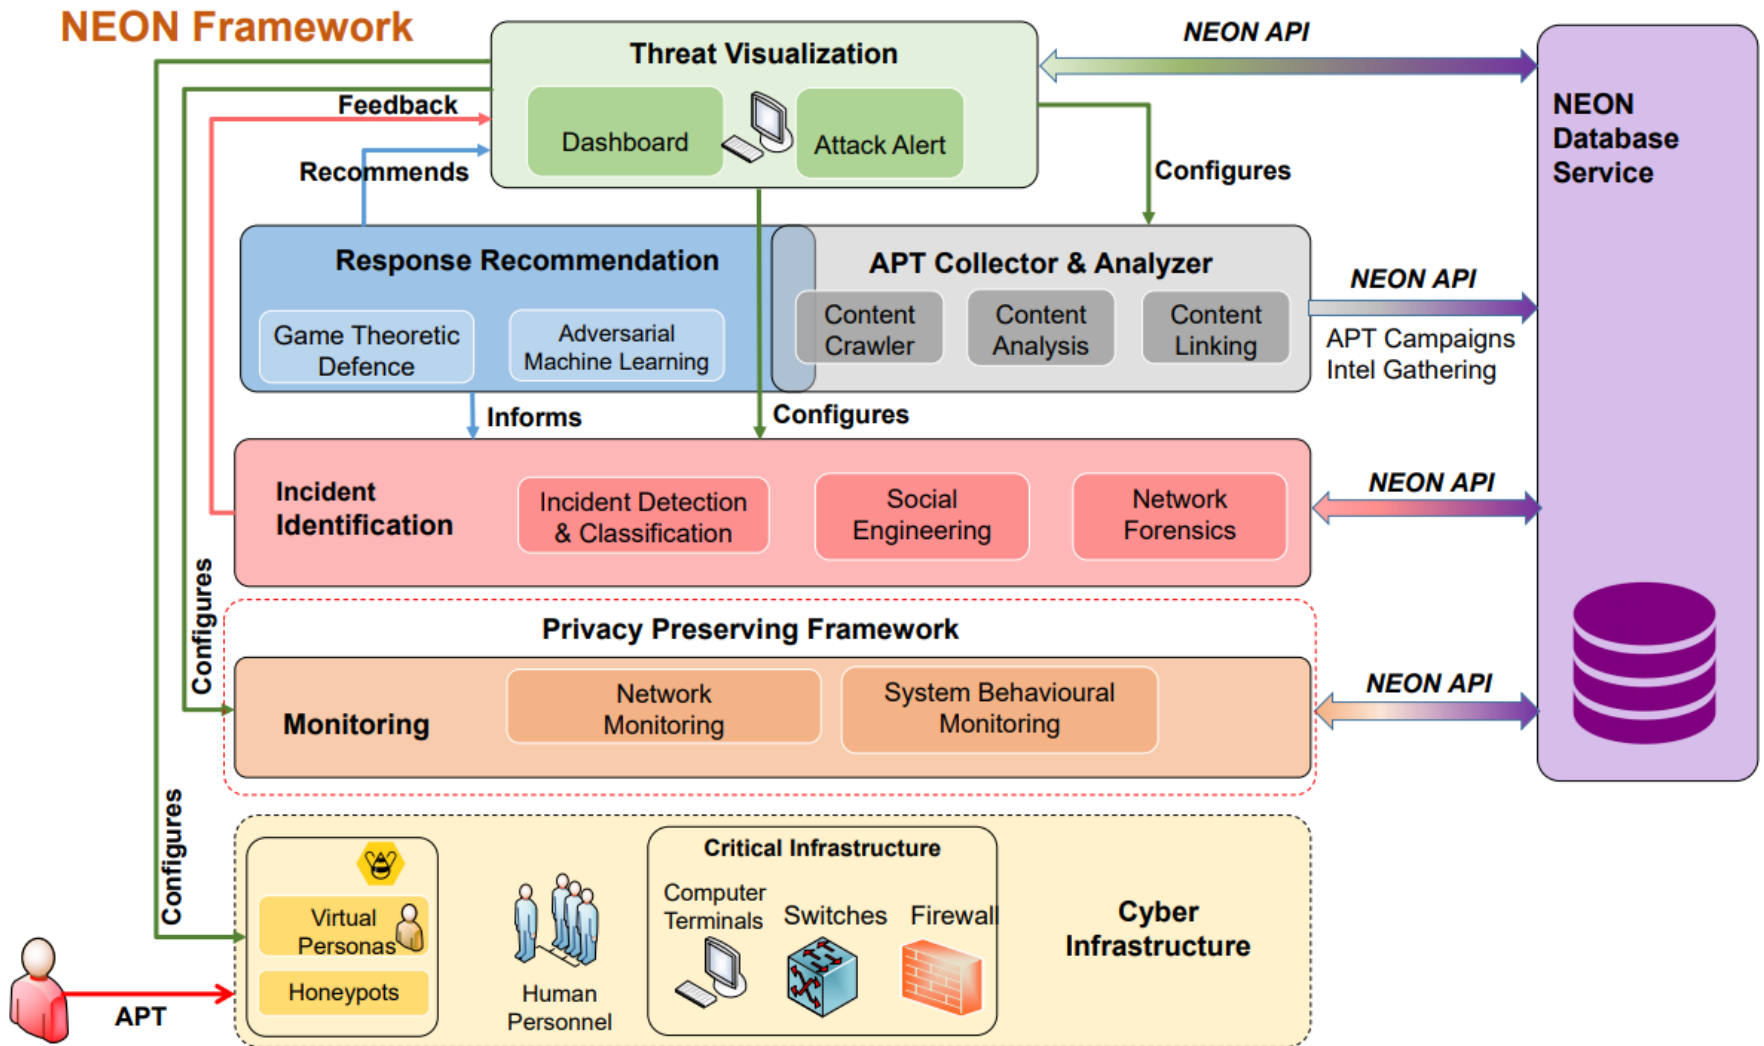 NEON Framework
Threat Visualization
Dashboard
Attack Alert
NEON API
NEON
Database
Service
Feedback
Recommends
Configures
Response Recommendation
Game Theoretic
Defence
Adversarial
Machine Learning
APT Collector & Analyzer
Content
Crawler
Content
Analysis
Content
Linking
NEON API
APT Campaigns
Intel Gathering
Informs
Configures
Incident
Identification
Incident Detection
& Classification
Social
Engineering
Network
Forensics
NEON API
Configures
Privacy Preserving Framework
Monitoring
Network
Monitoring
System Behavioural
Monitoring
NEON API
Configures
Virtual
Personas
Honeypots
Human
Personnel
Critical Infrastructure
Computer
Terminals
Switches
Firewall
Cyber
Infrastructure
APT